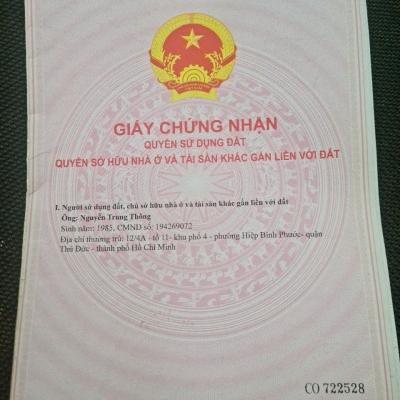 GIẤY CHỨNG NHẬN
QUYỀN SỬ DỤNG ĐẤT
QUYỀN SỞ HỮU NHÀ Ở VÀ TÀI SẢN KHÁC GẮN LIỀN VỚI ĐẤT
I. Người sử dụng đất, chủ sở hữu nhà ở và tài sản khác gắn liền với đất
Ông: Nguyễn Trung Thông
Sinh năm: 1985, CMND số: 194269072
Địa chỉ thường trú: 12/4A - tổ 11- khu phố 4 - phường Hiệp Bình Phước- quận
Thủ Đức - thành phố Hồ Chí Minh
CO 722528